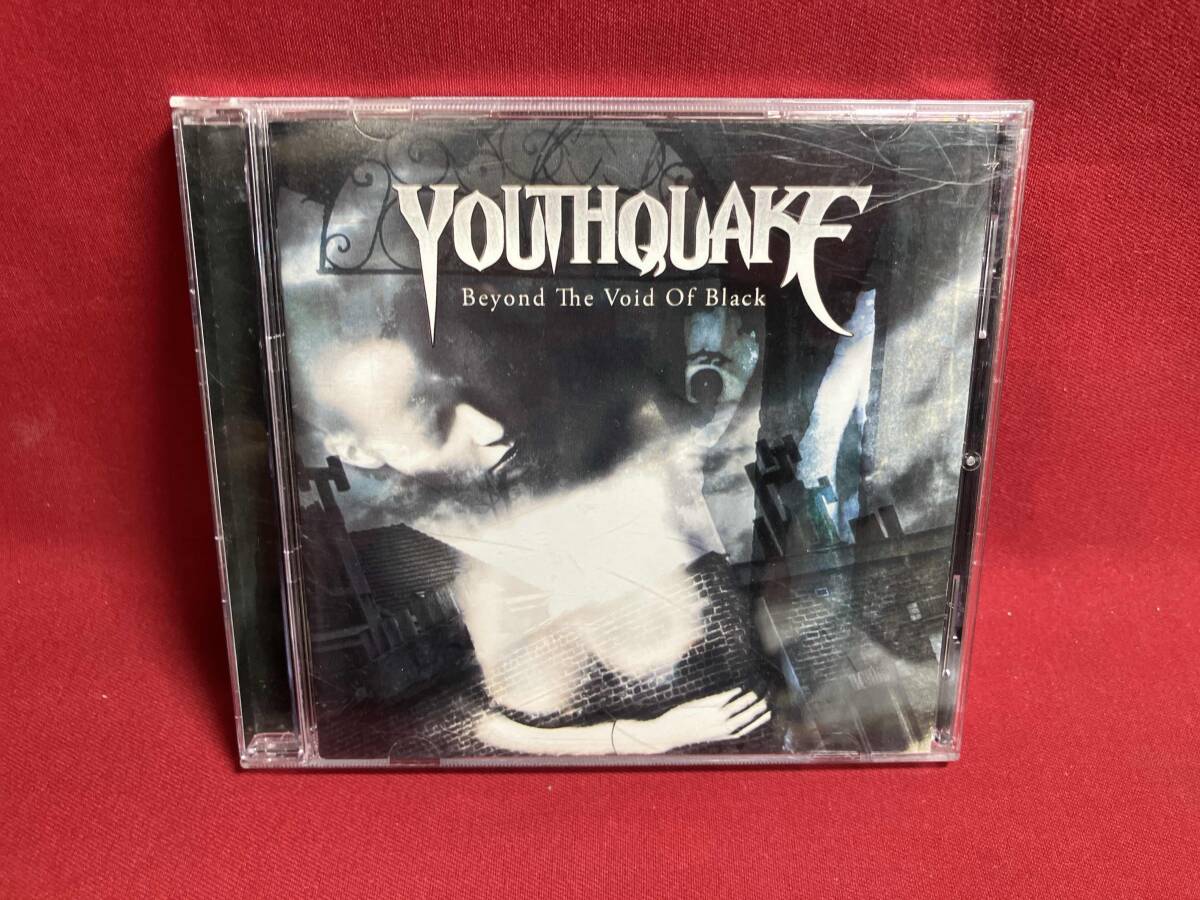 YOUTHQUAKE
Beyond The Void Of Black